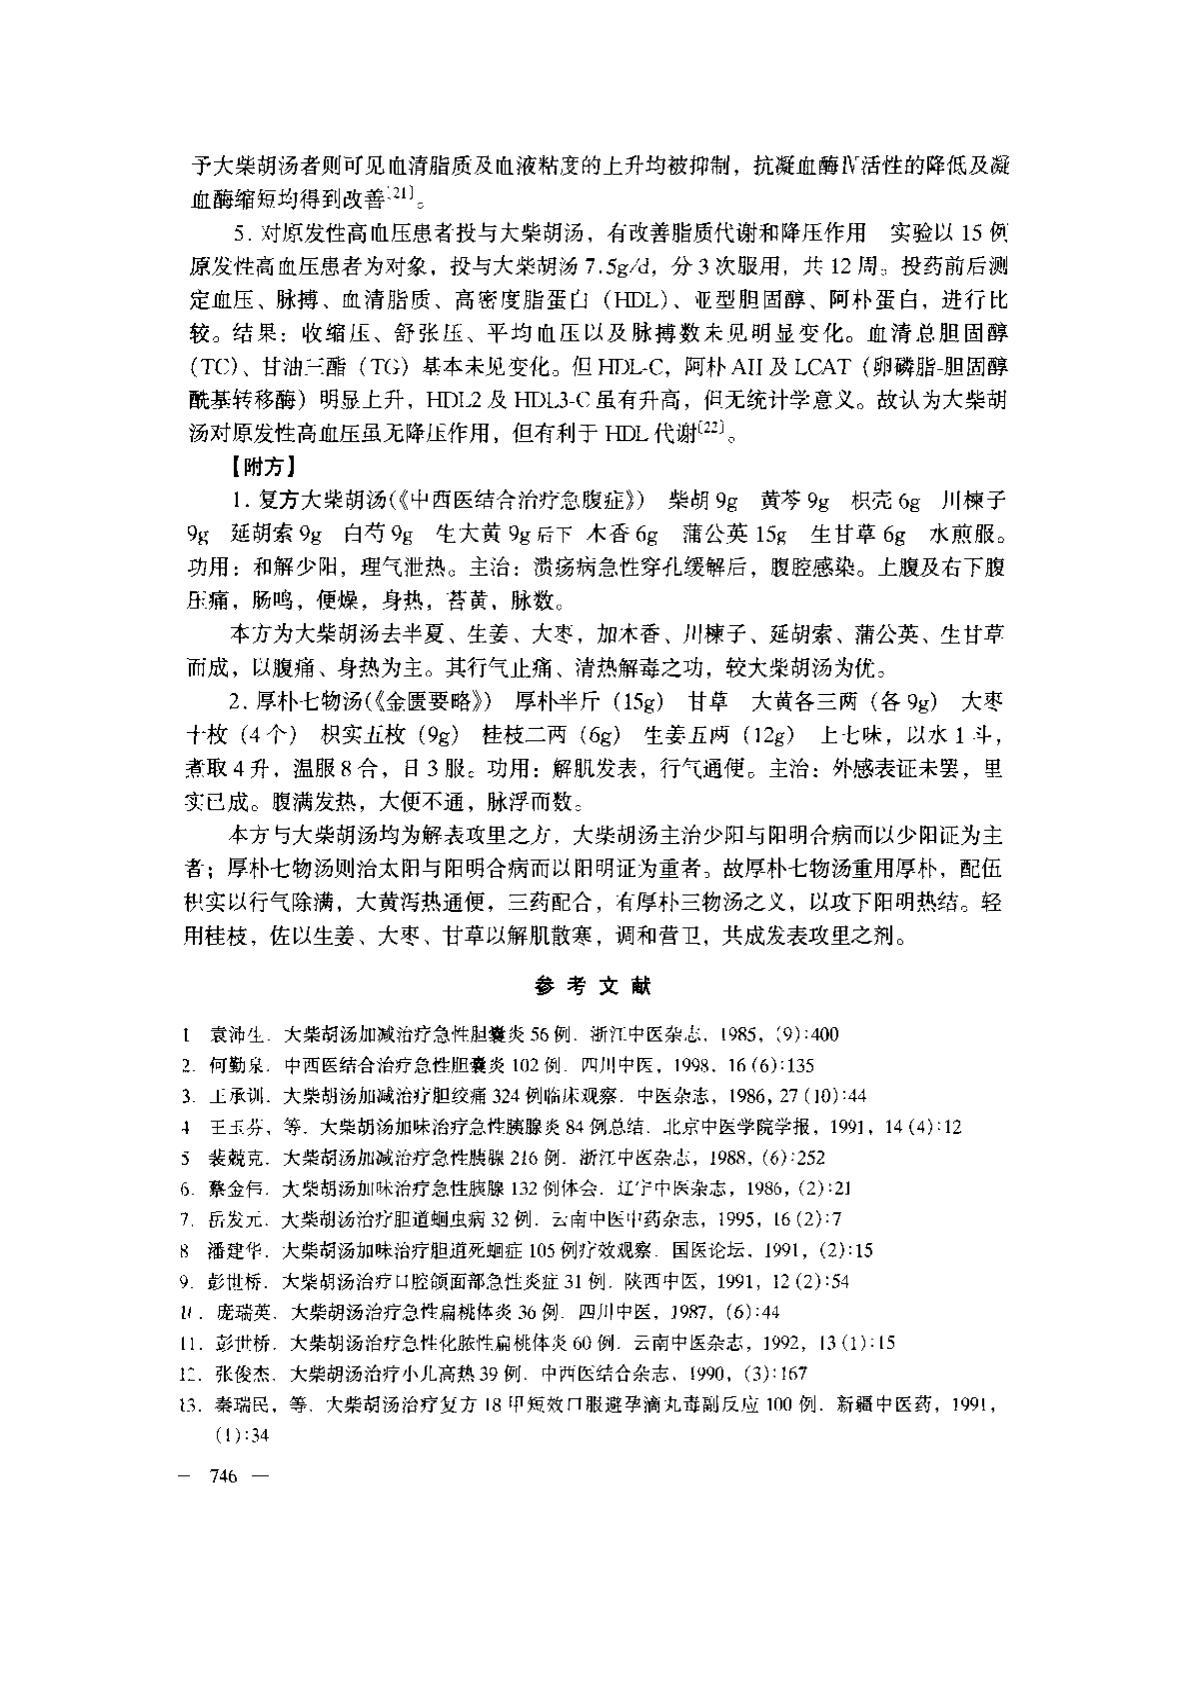 予大柴胡汤者则可见血清脂质及血液粘度的上升均被抑制，抗凝血酶Ⅳ活性的降低及凝
血酶缩短均得到改善[21]。
5. 对原发性高血压患者投与大柴胡汤，有改善脂质代谢和降压作用　实验以 15 例
原发性高血压患者为对象，投与大柴胡汤 7.5g/d，分 3 次服用，共 12 周。投药前后测
定血压、脉搏、血清脂质、高密度脂蛋白（HDL）、亚型胆固醇、阿朴蛋白，进行比
较。结果：收缩压、舒张压、平均血压以及脉搏数未见明显变化。血清总胆固醇
（TC）、甘油三酯（TG）基本未见变化。但 HDL-C，阿朴 AII 及 LCAT（卵磷脂-胆固醇
酰基转移酶）明显上升，HDL2 及 HDL3-C 虽有升高，但无统计学意义。故认为大柴胡
汤对原发性高血压虽无降压作用，但有利于 HDL 代谢[22]。
【附方】
1. 复方大柴胡汤(《中西医结合治疗急腹症》)　柴胡 9g　黄芩 9g　枳壳 6g　川楝子
9g　延胡索 9g　白芍 9g　生大黄 9g 后下　木香 6g　蒲公英 15g　生甘草 6g　水煎服。
功用：和解少阳，理气泄热。主治：溃疡病急性穿孔缓解后，腹腔感染。上腹及右下腹
压痛，肠鸣，便燥，身热，苔黄，脉数。
本方为大柴胡汤去半夏、生姜、大枣，加木香、川楝子、延胡索、蒲公英、生甘草
而成，以腹痛、身热为主。其行气止痛、清热解毒之功，较大柴胡汤为优。
2. 厚朴七物汤(《金匮要略》)　厚朴半斤（15g）　甘草　大黄各三两（各 9g）　大枣
十枚（4 个）　枳实五枚（9g）　桂枝二两（6g）　生姜五两（12g）　上七味，以水 1 斗，
煮取 4 升，温服 8 合，日 3 服。功用：解肌发表，行气通便。主治：外感表证未罢，里
实已成。腹满发热，大便不通，脉浮而数。
本方与大柴胡汤均为解表攻里之方，大柴胡汤主治少阳与阳明合病而以少阳证为主
者；厚朴七物汤则治太阳与阳明合病而以阳明证为重者。故厚朴七物汤重用厚朴，配伍
枳实以行气除满，大黄泻热通便，三药配合，有厚朴三物汤之义，以攻下阳明热结。轻
用桂枝，佐以生姜、大枣、甘草以解肌散寒，调和营卫，共成发表攻里之剂。
参 考 文 献
1 袁沛生．大柴胡汤加减治疗急性胆囊炎 56 例．浙江中医杂志，1985，(9):400
2. 何勤泉．中西医结合治疗急性胆囊炎 102 例．四川中医，1998，16 (6):135
3. 王承训．大柴胡汤加减治疗胆绞痛 324 例临床观察．中医杂志，1986, 27 (10):44
4 王玉芬，等．大柴胡汤加味治疗急性胰腺炎 84 例总结．北京中医学院学报，1991，14 (4):12
5 裴兢克．大柴胡汤加减治疗急性胰腺 216 例．浙江中医杂志，1988，(6):252
6. 蔡金伟．大柴胡汤加味治疗急性胰腺 132 例体会．辽宁中医杂志，1986，(2):21
7. 岳发元．大柴胡汤治疗胆道蛔虫病 32 例．云南中医中药杂志，1995，16 (2):7
8 潘建华．大柴胡汤加味治疗胆道死蛔症 105 例疗效观察．国医论坛，1991，(2):15
9. 彭世桥．大柴胡汤治疗口腔颌面部急性炎症 31 例．陕西中医，1991，12 (2):54
10. 庞瑞英．大柴胡汤治疗急性扁桃体炎 36 例．四川中医，1987，(6):44
11. 彭世桥．大柴胡汤治疗急性化脓性扁桃体炎 60 例．云南中医杂志，1992，13 (1):15
12. 张俊杰．大柴胡汤治疗小儿高热 39 例．中西医结合杂志，1990，(3):167
13. 秦瑞民，等．大柴胡汤治疗复方 18 甲短效口服避孕滴丸毒副反应 100 例．新疆中医药，1991，
(1):34
— 746 —